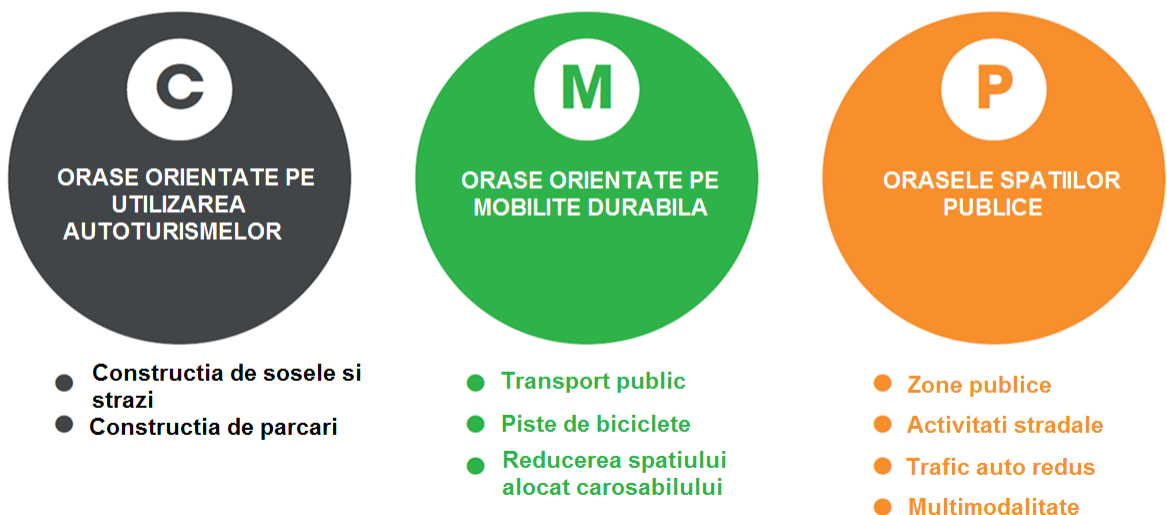 C
ORASE ORIENTATE PE
UTILIZAREA
AUTOTURISMELOR
Constructia de sosele si
strazi
Constructia de parcari
M
ORASE ORIENTATE PE
MOBILITE DURABILA
Transport public
Piste de biciclete
Reducerea spatiului
alocat carosabilului
P
ORASELE SPATIILOR
PUBLICE
Zone publice
Activitati stradale
Trafic auto redus
Multimodalitate